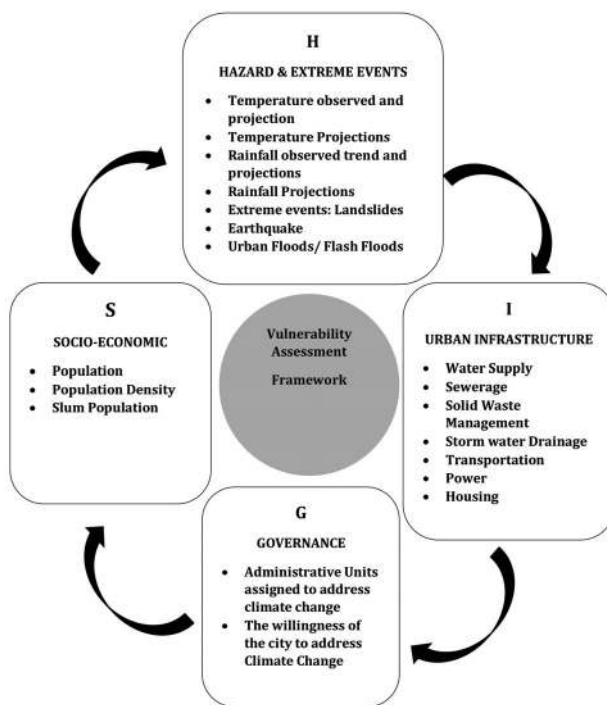 H
HAZARD & EXTREME EVENTS
• Temperature observed and
projection
• Temperature Projections
• Rainfall observed trend and
projections
• Rainfall Projections
• Extreme events: Landslides
• Earthquake
• Urban Floods/ Flash Floods
S
SOCIO-ECONOMIC
• Population
• Population Density
• Slum Population
Vulnerability
Assessment
Framework
I
URBAN INFRASTRUCTURE
• Water Supply
• Sewerage
• Solid Waste
Management
• Storm water Drainage
• Transportation
• Power
• Housing
G
GOVERNANCE
• Administrative Units
assigned to address
climate change
• The willingness of
the city to address
Climate Change